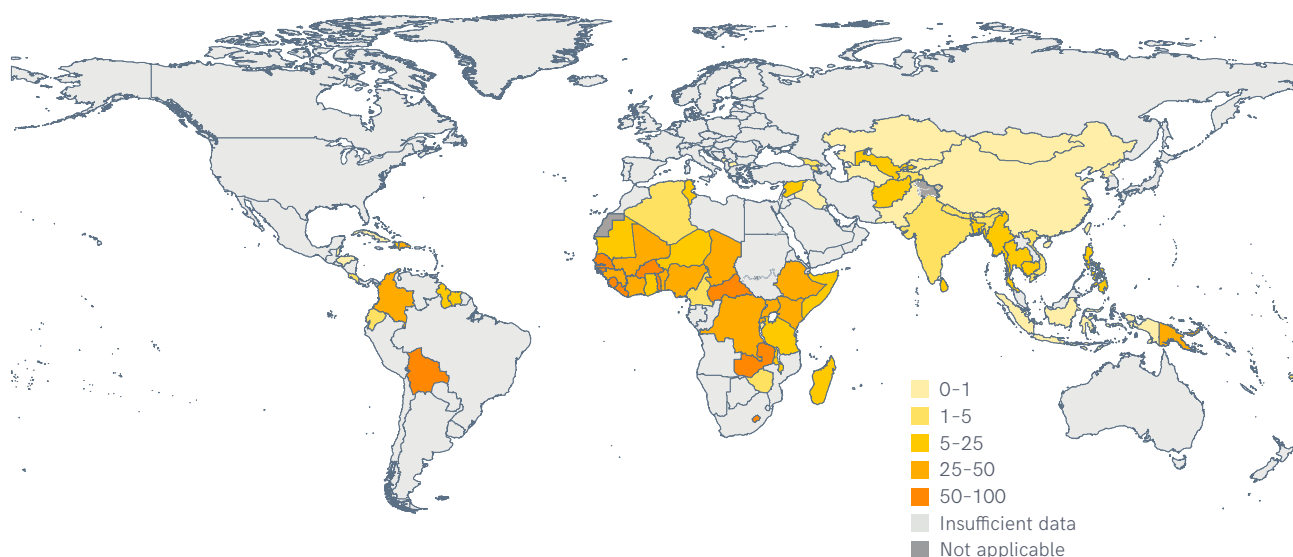 0-1
1-5
5-25
25-50
50-100
Insufficient data
Not applicable